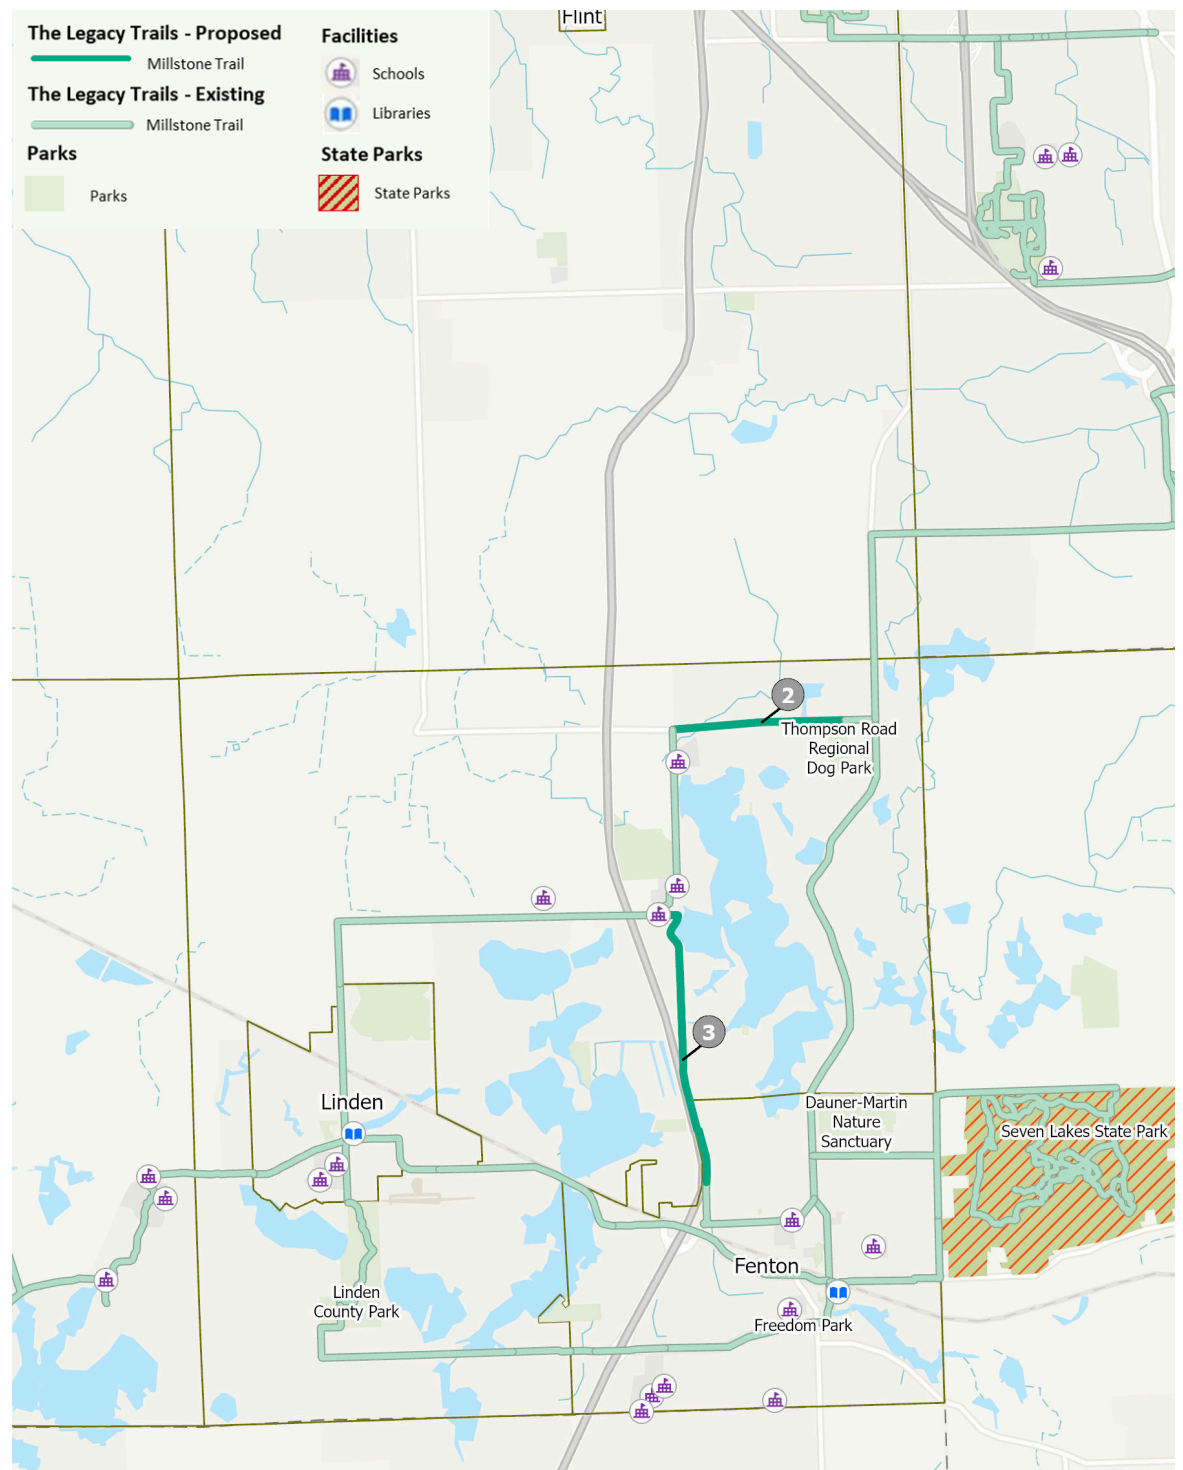 The Legacy Trails - Proposed
Millstone Trail
The Legacy Trails - Existing
Millstone Trail
Parks
Parks
Facilities
Schools
Libraries
State Parks
State Parks
Flint
2
Thompson Road
Regional
Dog Park
3
Linden
Dauner-Martin
Nature
Sanctuary
Seven Lakes State Park
Fenton
Linden
County Park
Freedom Park